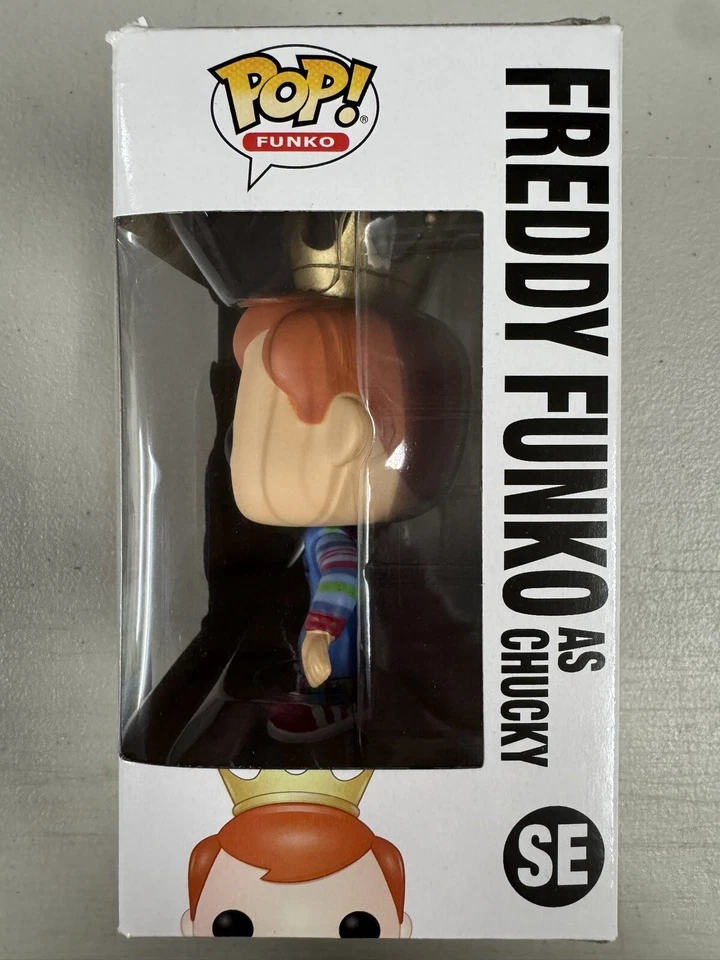 POP!®
FUNKO
FREDDY FUNKO
AS
CHUCKY
SE